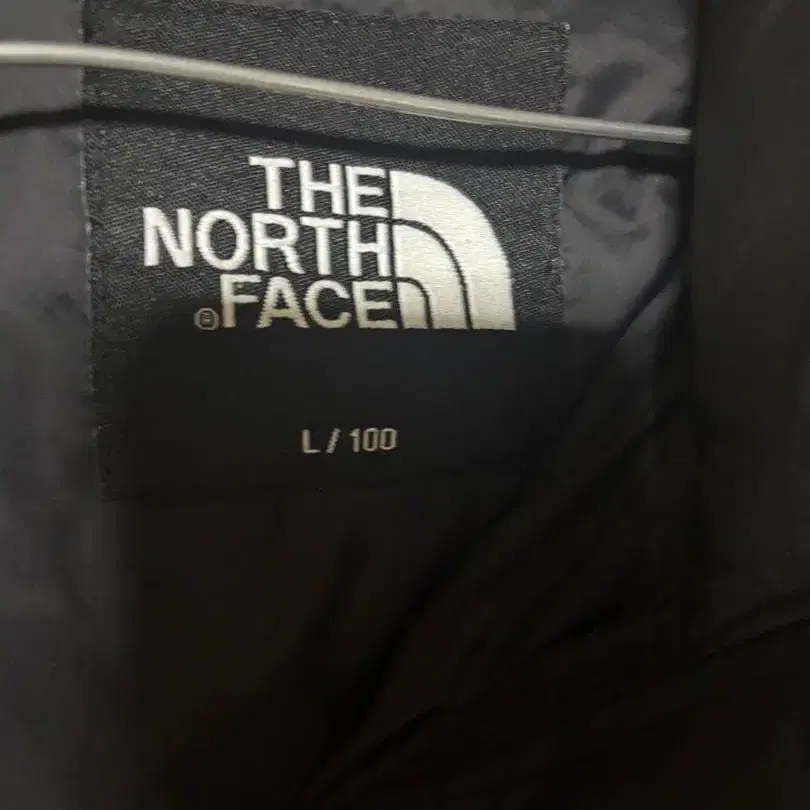 THE
NORTH
®FACE
L / 100